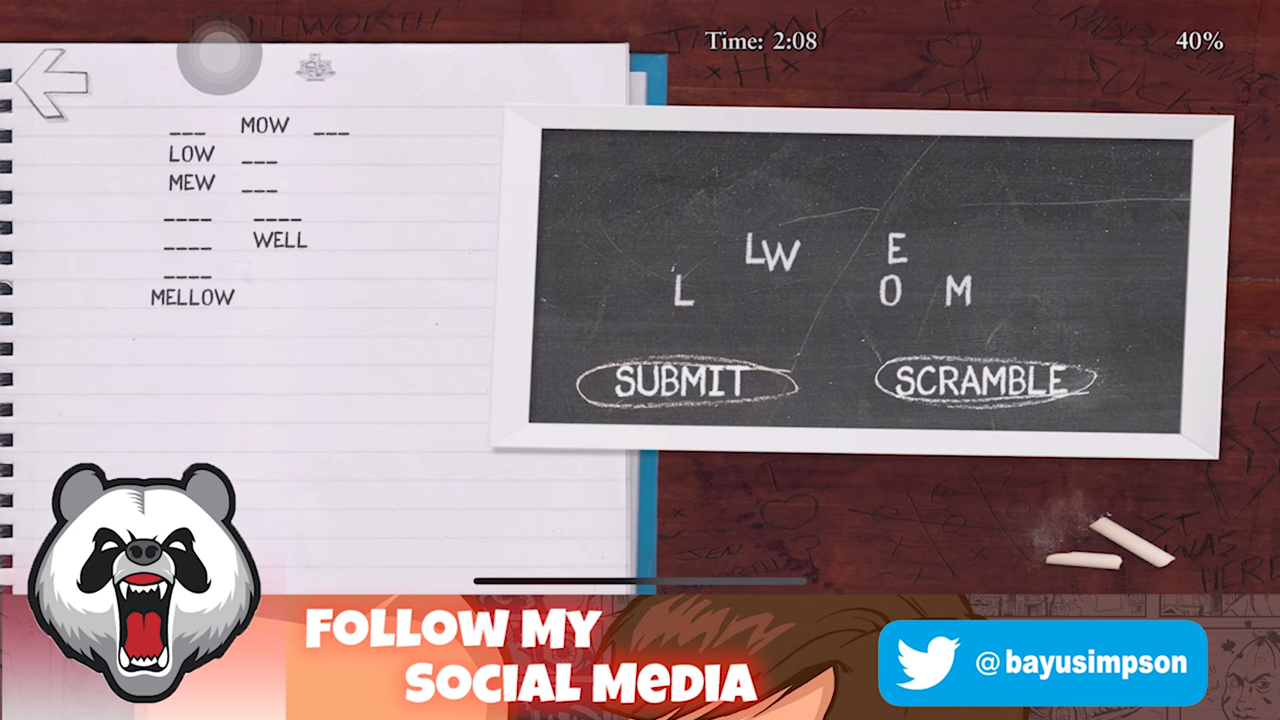 BULLWORTH
Time: 2:08
40%
___ MOW ___
LOW ___
MEW ___
____ ____
____ WELL
____
MELLOW
L W E
L O M
SUBMIT
SCRAMBLE
FOLLOW MY
SOCIAL MEDIA
@bayusimpson